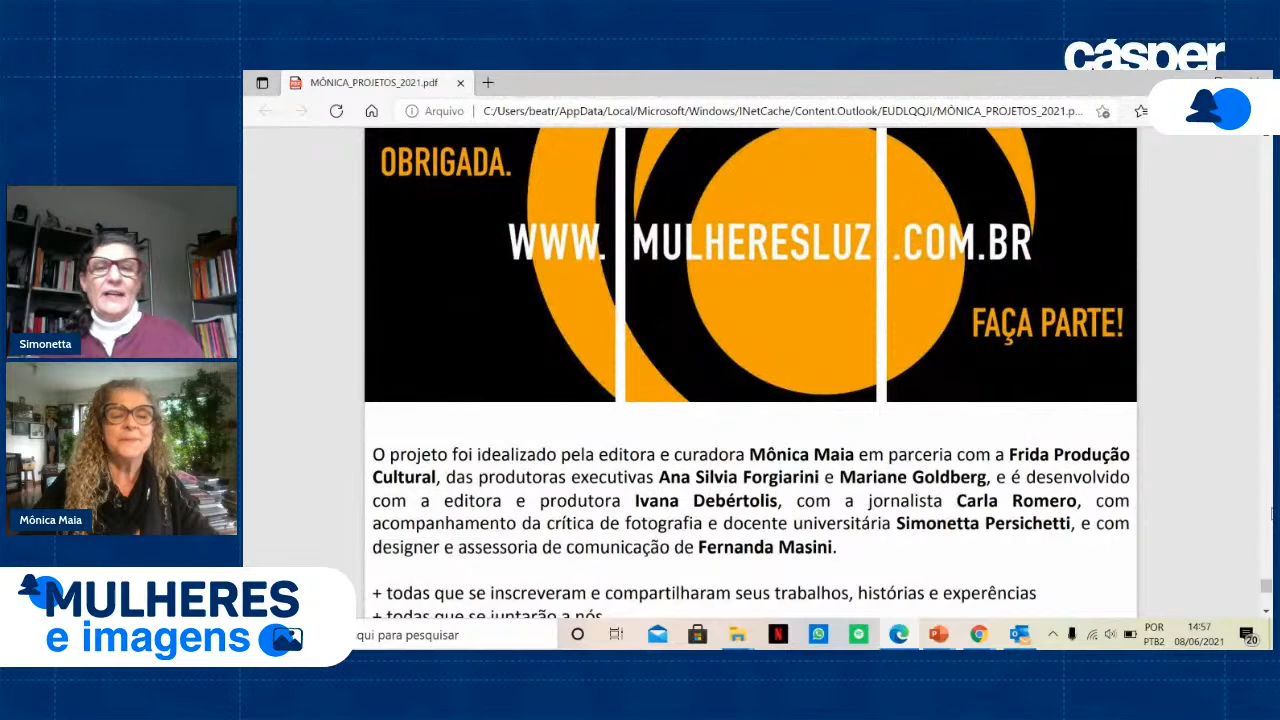 cásper
MÔNICA_PROJETOS_2021.pdf
Arquivo
C:/Users/beatr/AppData/Local/Microsoft/Windows/INetCache/Content.Outlook/EUDLQQJI/MÔNICA_PROJETOS_2021.p...
OBRIGADA.
WWW. MULHERESLUZ .COM.BR
FAÇA PARTE!
Simonetta
Mônica Maia
O projeto foi idealizado pela editora e curadora Mônica Maia em parceria com a Frida Produção
Cultural, das produtoras executivas Ana Silvia Forgiarini e Mariane Goldberg, e é desenvolvido
com a editora e produtora Ivana Debértolis, com a jornalista Carla Romero, com
acompanhamento da crítica de fotografia e docente universitária Simonetta Persichetti, e com
designer e assessoria de comunicação de Fernanda Masini.
+ todas que se inscreveram e compartilharam seus trabalhos, histórias e experências
+ todas que se juntarão a nós
MULHERES
e imagens
qui para pesquisar
POR
PTB2
14:57
08/06/2021
20